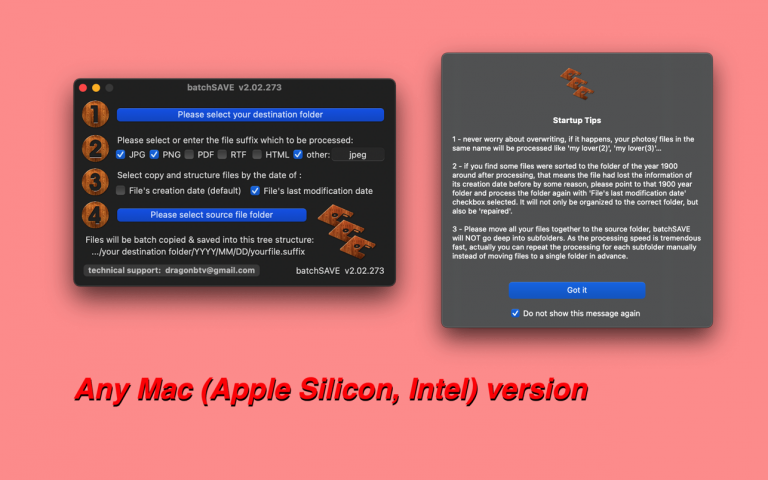 batchSAVE v2.02.273
1
Please select your destination folder
2
Please select or enter the file suffix which to be processed:
JPG PNG PDF RTF HTML other: jpeg
3
Select copy and structure files by the date of :
File's creation date (default) File's last modification date
4
Please select source file folder
Files will be batch copied & saved into this tree structure:
.../your destination folder/YYYY/MM/DD/yourfile.suffix
technical support: dragonbtv@gmail.com
batchSAVE v2.02.273
Startup Tips
1 - never worry about overwriting, if it happens, your photos/ files in the
same name will be processed like 'my lover(2)', 'my lover(3)'...
2 - if you find some files were sorted to the folder of the year 1900
around after processing, that means the file had lost the information of
its creation date before by some reason, please point to that 1900 year
folder and process the folder again with 'File's last modification date'
checkbox selected. It will not only be organized to the correct folder, but
also be 'repaired'.
3 - Please move all your files together to the source folder, batchSAVE
will NOT go deep into subfolders. As the processing speed is tremendous
fast, actually you can repeat the processing for each subfolder manually
instead of moving files to a single folder in advance.
Got it
Do not show this message again
Any Mac (Apple Silicon, Intel) version